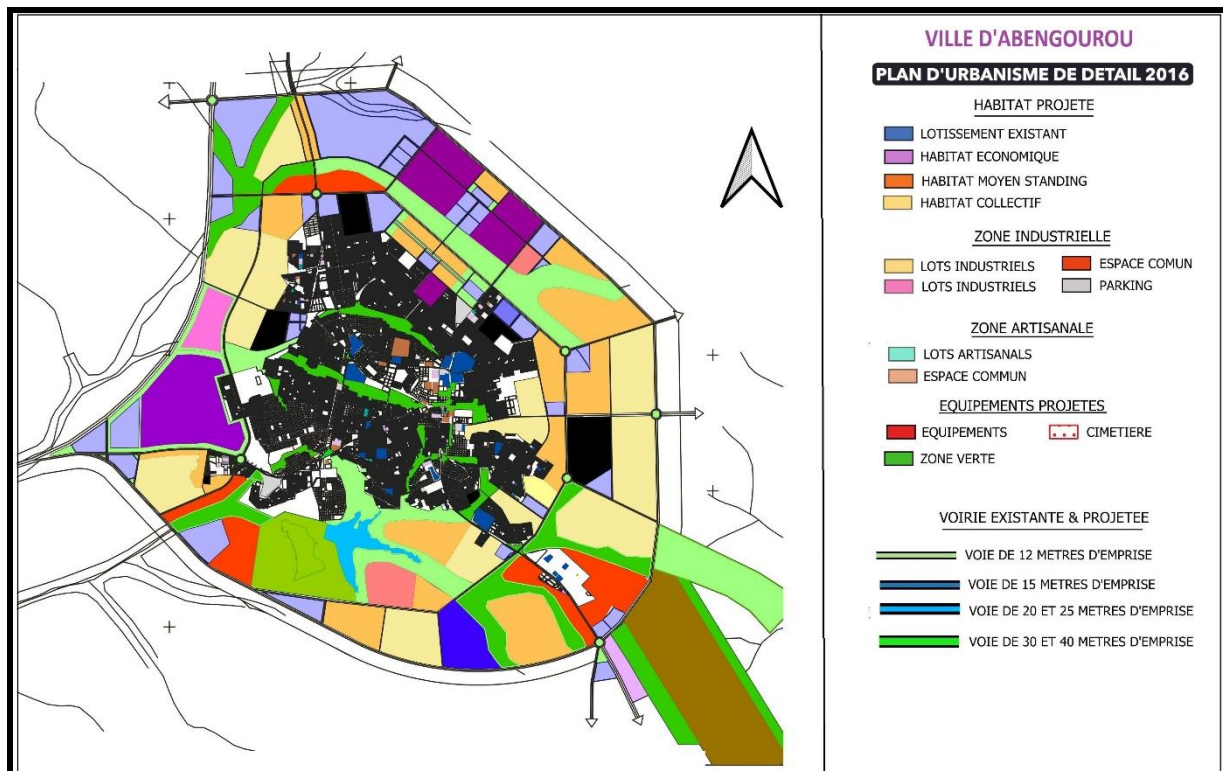 VILLE D'ABENGOUROU
PLAN D'URBANISME DE DETAIL 2016
HABITAT PROJETE
LOTISSEMENT EXISTANT
HABITAT ECONOMIQUE
HABITAT MOYEN STANDING
HABITAT COLLECTIF
ZONE INDUSTRIELLE
LOTS INDUSTRIELS
ESPACE COMUN
LOTS INDUSTRIELS
PARKING
ZONE ARTISANALE
LOTS ARTISANALS
ESPACE COMMUN
EQUIPEMENTS PROJETES
EQUIPEMENTS
CIMETIERE
ZONE VERTE
VOIRIE EXISTANTE & PROJETEE
VOIE DE 12 METRES D'EMPRISE
VOIE DE 15 METRES D'EMPRISE
VOIE DE 20 ET 25 METRES D'EMPRISE
VOIE DE 30 ET 40 METRES D'EMPRISE